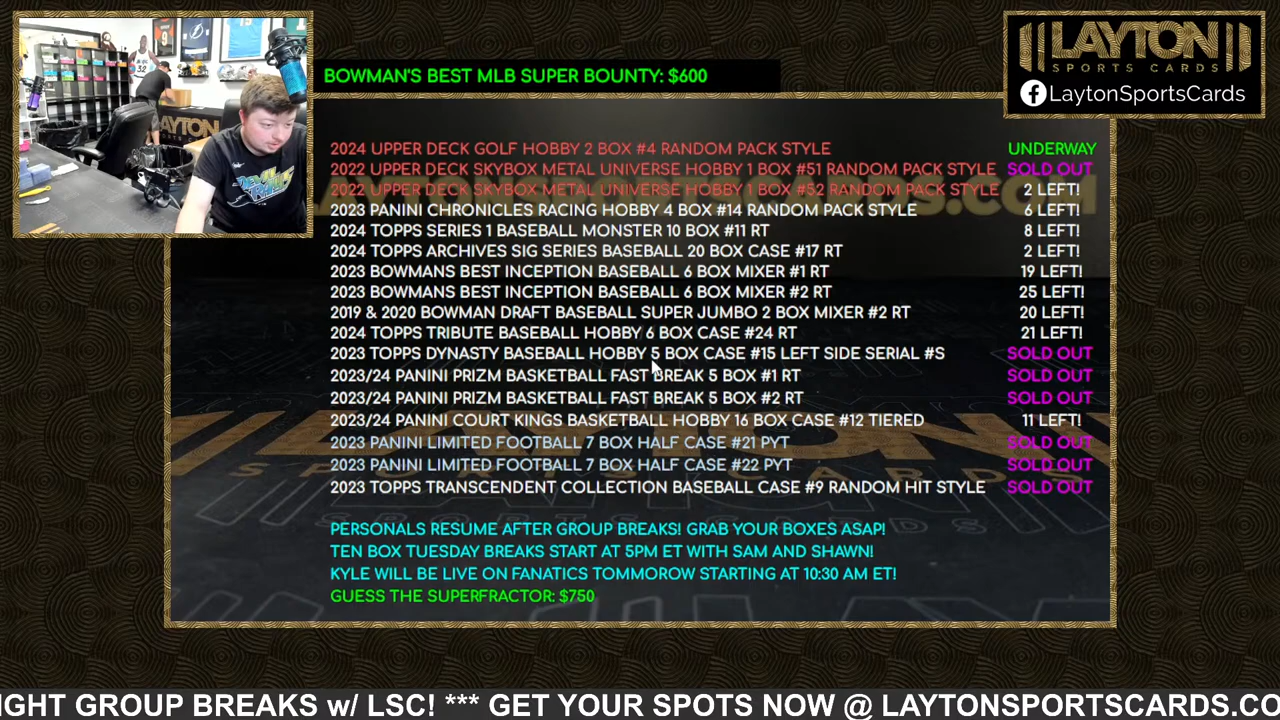 BOWMAN'S BEST MLB SUPER BOUNTY: $600
LAYTON
SPORTS CARDS
LaytonSportsCards
2024 UPPER DECK GOLF HOBBY 2 BOX #4 RANDOM PACK STYLE UNDERWAY
2022 UPPER DECK SKYBOX METAL UNIVERSE HOBBY 1 BOX #51 RANDOM PACK STYLE SOLD OUT
2022 UPPER DECK SKYBOX METAL UNIVERSE HOBBY 1 BOX #52 RANDOM PACK STYLE 2 LEFT!
2023 PANINI CHRONICLES RACING HOBBY 4 BOX #14 RANDOM PACK STYLE 6 LEFT!
2024 TOPPS SERIES 1 BASEBALL MONSTER 10 BOX #11 RT 8 LEFT!
2024 TOPPS ARCHIVES SIG SERIES BASEBALL 20 BOX CASE #17 RT 2 LEFT!
2023 BOWMANS BEST INCEPTION BASEBALL 6 BOX MIXER #1 RT 19 LEFT!
2023 BOWMANS BEST INCEPTION BASEBALL 6 BOX MIXER #2 RT 25 LEFT!
2019 & 2020 BOWMAN DRAFT BASEBALL SUPER JUMBO 2 BOX MIXER #2 RT 20 LEFT!
2024 TOPPS TRIBUTE BASEBALL HOBBY 6 BOX CASE #24 RT 21 LEFT!
2023 TOPPS DYNASTY BASEBALL HOBBY 5 BOX CASE #15 LEFT SIDE SERIAL #S SOLD OUT
2023/24 PANINI PRIZM BASKETBALL FAST BREAK 5 BOX #1 RT SOLD OUT
2023/24 PANINI PRIZM BASKETBALL FAST BREAK 5 BOX #2 RT SOLD OUT
2023/24 PANINI COURT KINGS BASKETBALL HOBBY 16 BOX CASE #12 TIERED 11 LEFT!
2023 PANINI LIMITED FOOTBALL 7 BOX HALF CASE #21 PYT SOLD OUT
2023 PANINI LIMITED FOOTBALL 7 BOX HALF CASE #22 PYT SOLD OUT
2023 TOPPS TRANSCENDENT COLLECTION BASEBALL CASE #9 RANDOM HIT STYLE SOLD OUT
PERSONALS RESUME AFTER GROUP BREAKS! GRAB YOUR BOXES ASAP!
TEN BOX TUESDAY BREAKS START AT 5PM ET WITH SAM AND SHAWN!
KYLE WILL BE LIVE ON FANATICS TOMMOROW STARTING AT 10:30 AM ET!
GUESS THE SUPERFRACTOR: $750
IGHT GROUP BREAKS w/ LSC! *** GET YOUR SPOTS NOW @ LAYTONSPORTSCARDS.CO